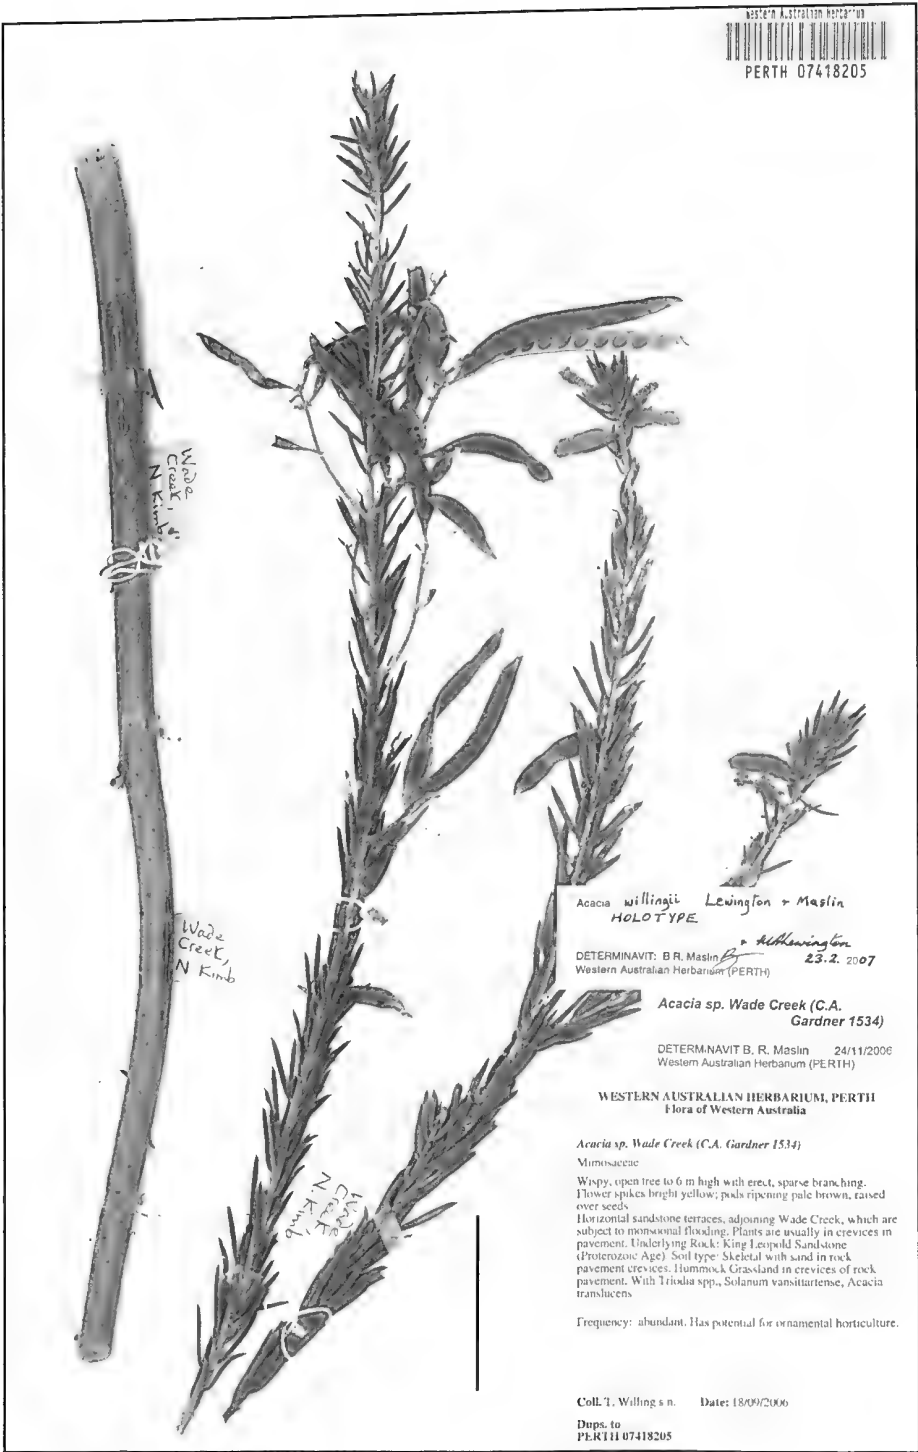 Western Australian Herbarium
PERTH 07418205
Wade
Creek,
N Kimb
Wade
Creek,
N Kimb
Wade
Creek
N. Kimb
Acacia willingii Lewington + Maslin
HOLOTYPE
+ Lewington
DETERMINAVIT: B R. Maslin 23.2. 2007
Western Australian Herbarium (PERTH)
Acacia sp. Wade Creek (C.A.
Gardner 1534)
DETERMINAVIT B. R. Maslin 24/11/2006
Western Australian Herbarium (PERTH)
WESTERN AUSTRALIAN HERBARIUM, PERTH
Flora of Western Australia
Acacia sp. Wade Creek (C.A. Gardner 1534)
Mimosaceae
Wispy, open tree to 6 m high with erect, sparse branching.
Flower spikes bright yellow; pods ripening pale brown, raised
over seeds
Horizontal sandstone terraces, adjoining Wade Creek, which are
subject to monsoonal flooding. Plants are usually in crevices in
pavement. Underlying Rock: King Leopold Sandstone
(Proterozoic Age) Soil type: Skeletal with sand in rock
pavement crevices. Hummock Grassland in crevices of rock
pavement. With Triodia spp., Solanum vansittartense, Acacia
translucens
Frequency: abundant. Has potential for ornamental horticulture.
Coll. T. Willing s n. Date: 18/09/2006
Dups. to
PERTH 07418205